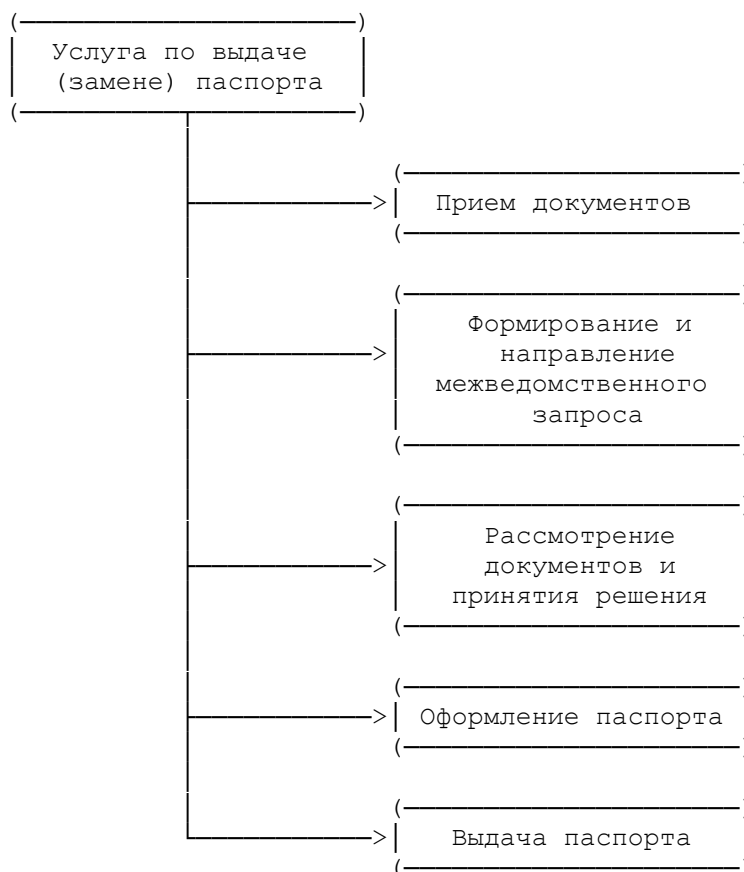 Услуга по выдаче
(замене) паспорта
Прием документов
Формирование и
направление
межведомственного
запроса
Рассмотрение
документов и
принятия решения
Оформление паспорта
Выдача паспорта